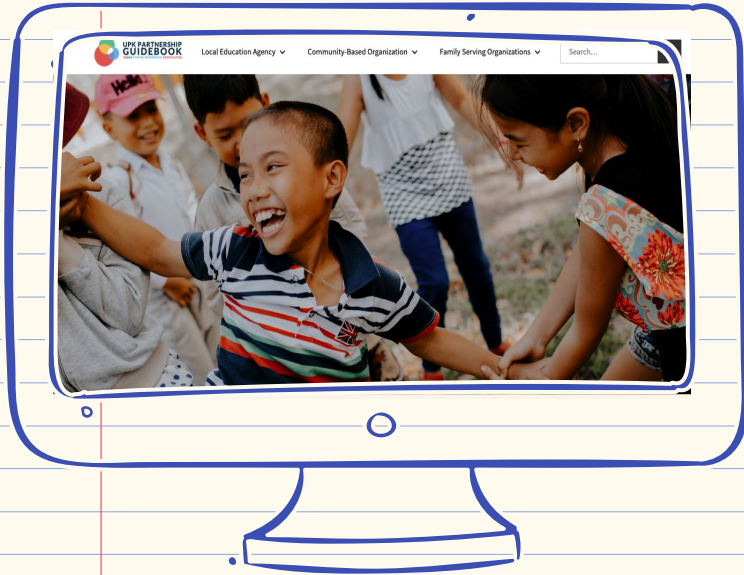 UPK PARTNERSHIP
GUIDEBOOK
Local Education Agency
Community-Based Organization
Family Serving Organizations
Search...
Hello